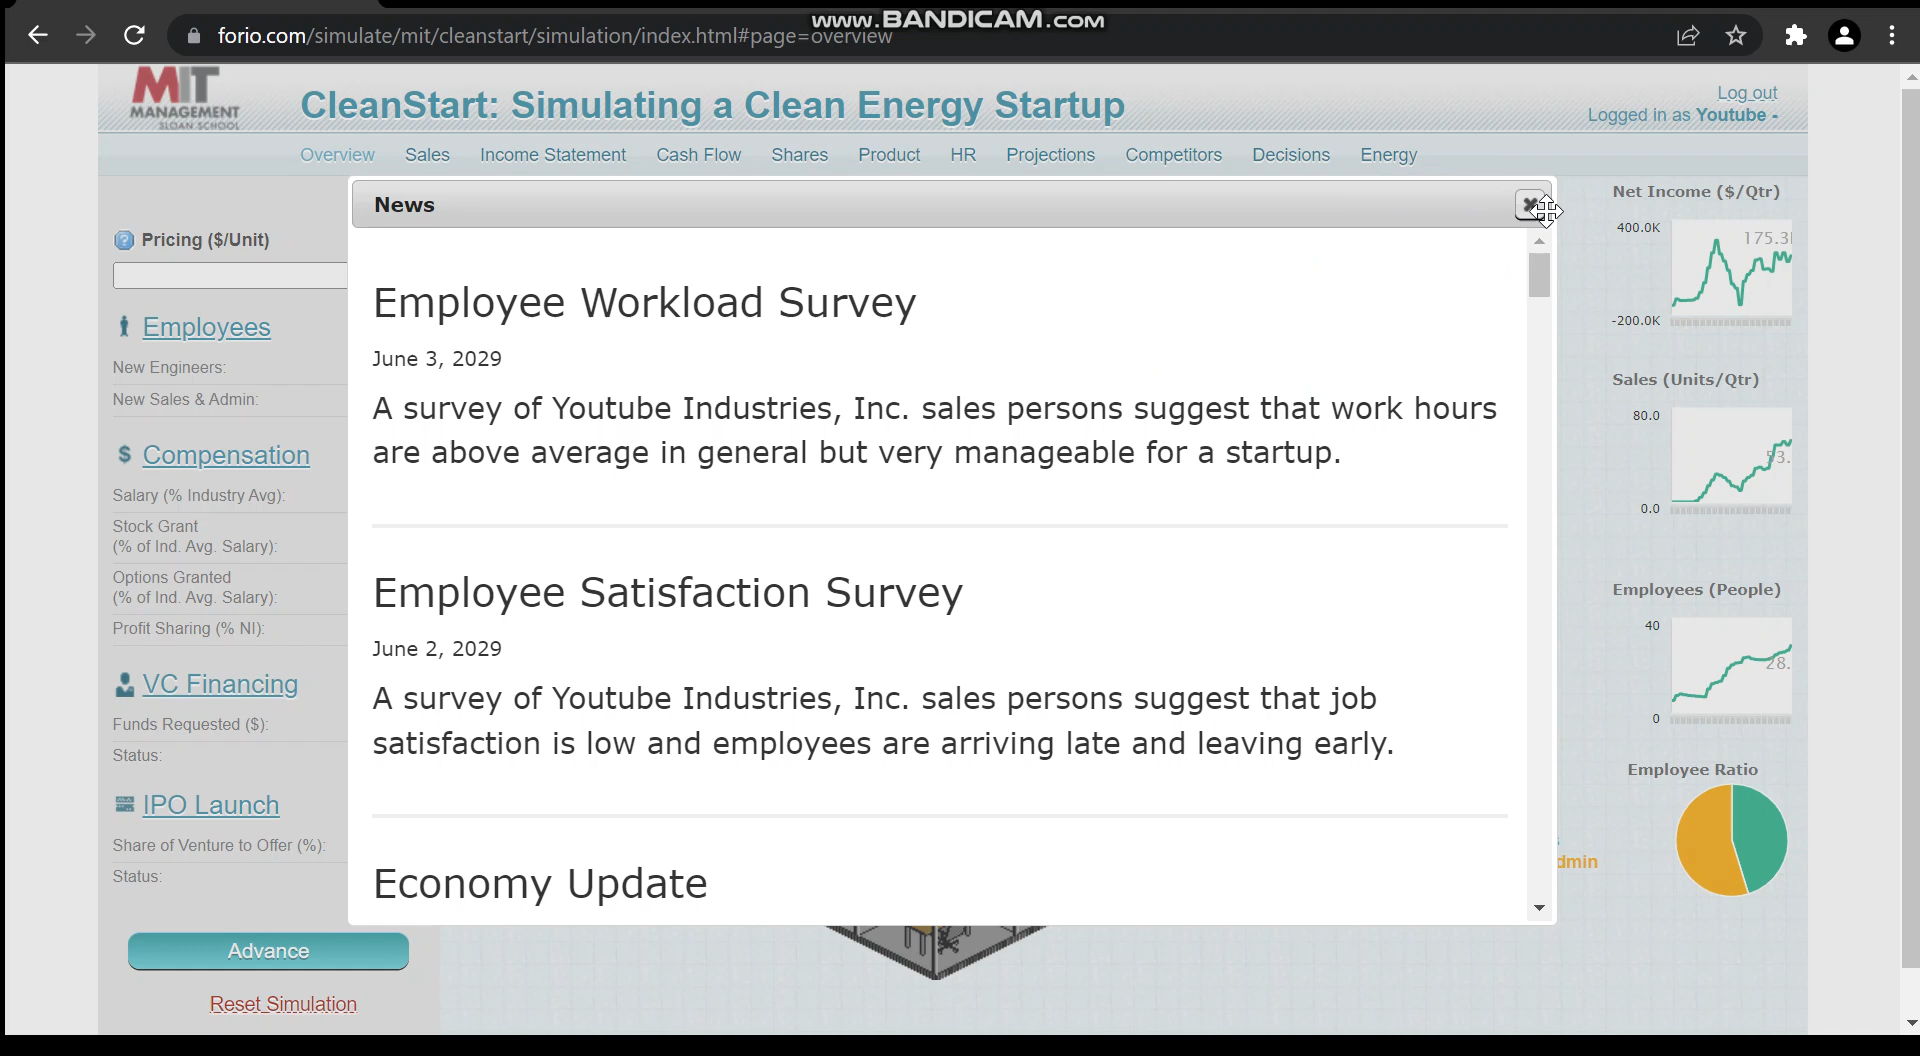 www.BANDICAM.com
forio.com/simulate/mit/cleanstart/simulation/index.html#page=overview
MIT
MANAGEMENT
SLOAN SCHOOL
CleanStart: Simulating a Clean Energy Startup
Log out
Logged in as Youtube -
Overview Sales Income Statement Cash Flow Shares Product HR Projections Competitors Decisions Energy
News
Employee Workload Survey
June 3, 2029
A survey of Youtube Industries, Inc. sales persons suggest that work hours
are above average in general but very manageable for a startup.
Employee Satisfaction Survey
June 2, 2029
A survey of Youtube Industries, Inc. sales persons suggest that job
satisfaction is low and employees are arriving late and leaving early.
Economy Update
Pricing ($/Unit)
Employees
New Engineers:
New Sales & Admin:
Compensation
Salary (% Industry Avg):
Stock Grant
(% of Ind. Avg. Salary):
Options Granted
(% of Ind. Avg. Salary):
Profit Sharing (% NI):
VC Financing
Funds Requested ($):
Status:
IPO Launch
Share of Venture to Offer (%):
Status:
Advance
Reset Simulation
Net Income ($/Qtr)
400.0K
175.3
-200.0K
Sales (Units/Qtr)
80.0
53.
0.0
Employees (People)
40
28.
0
Employee Ratio
dmin